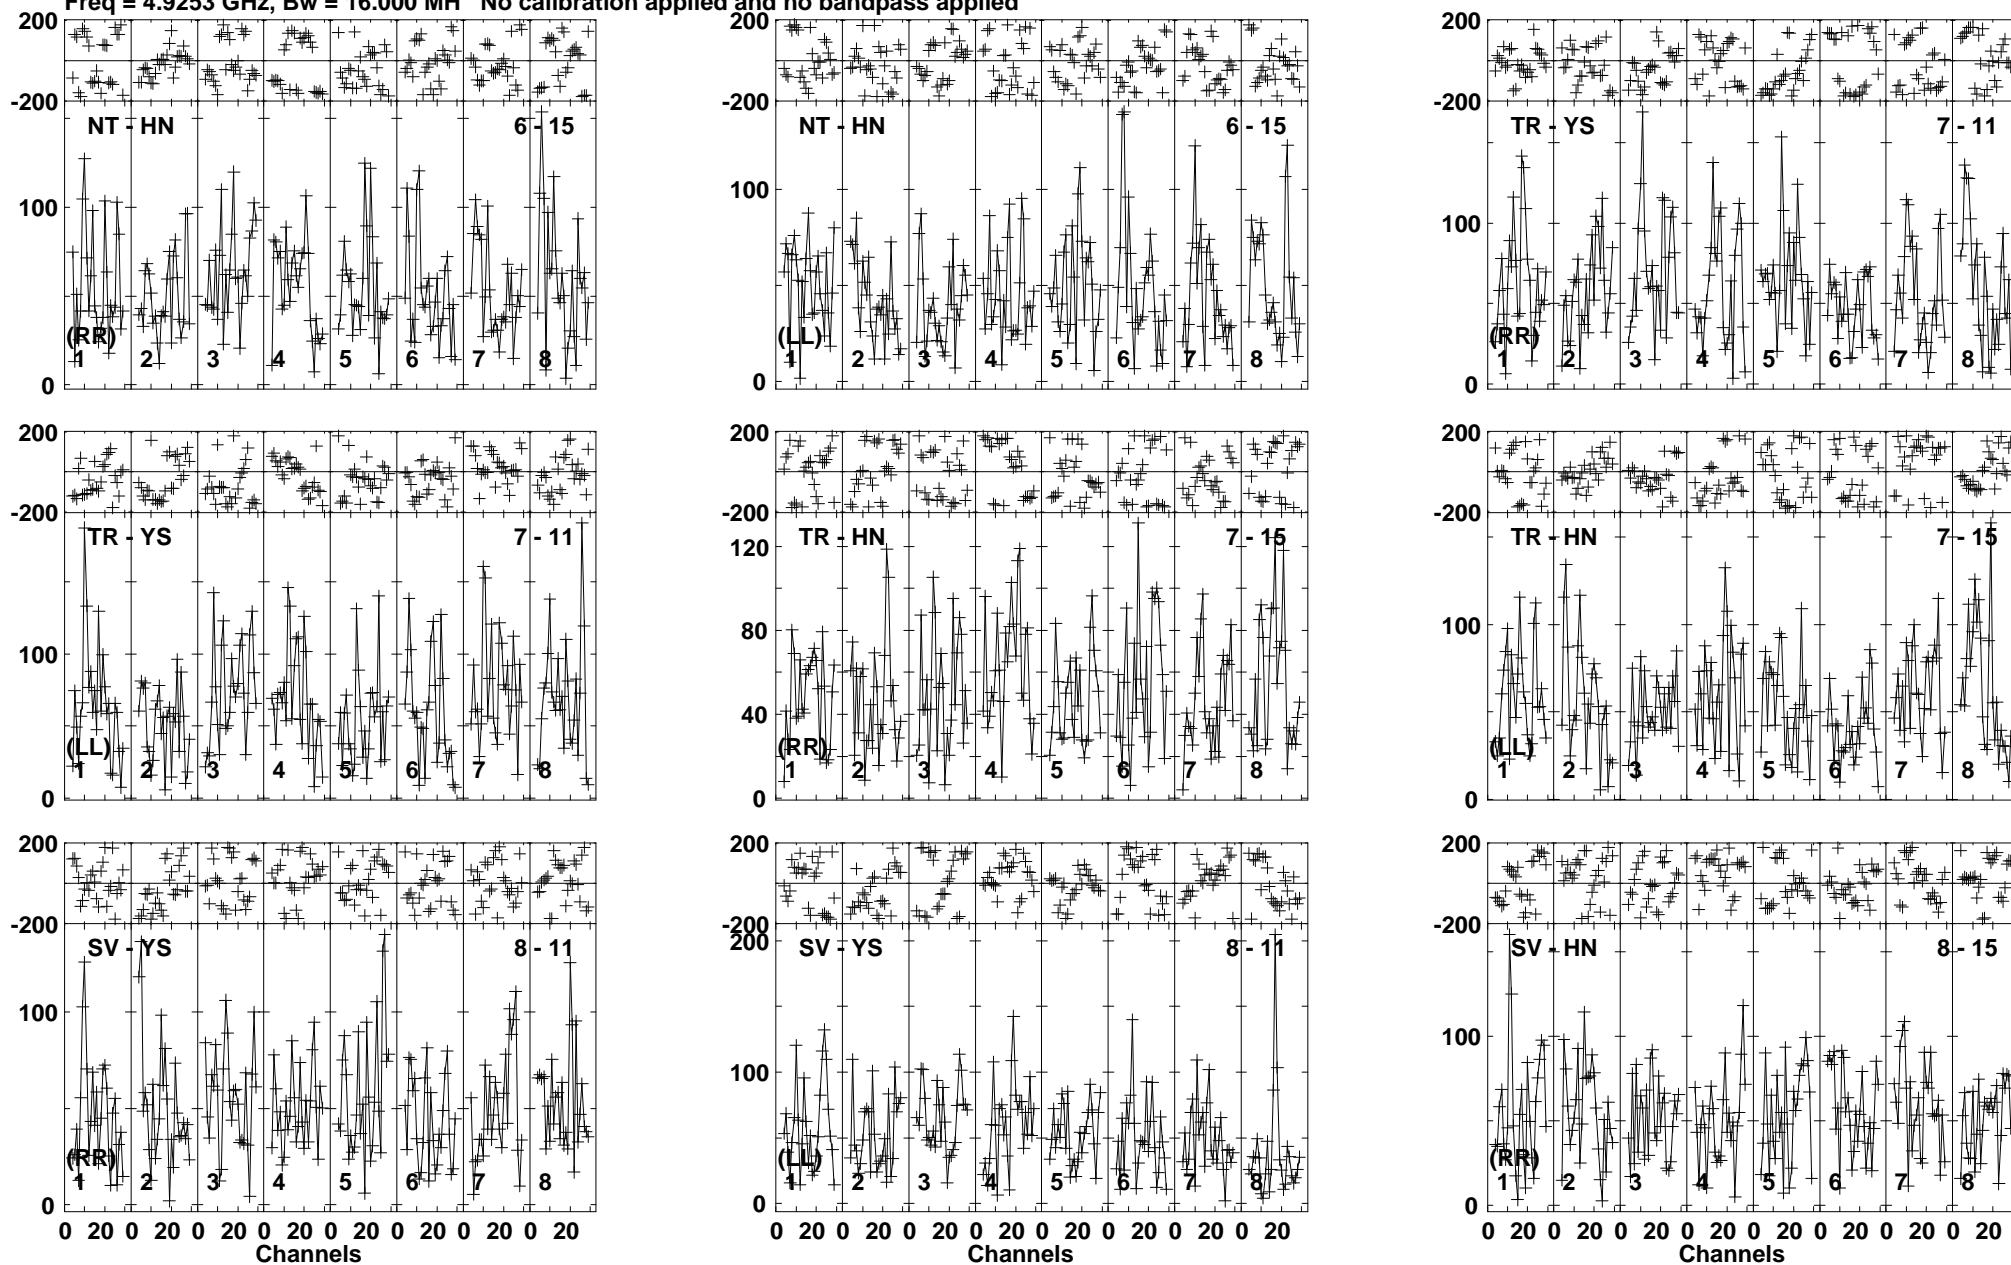 Freq = 4.9253 GHz, Bw = 16.000 MH No calibration applied and no bandpass applied
200 200 200
-200 -200 -200
NT - HN 6 - 15 NT - HN 6 - 15 TR - YS 7 - 11
100 100 100
(RR) (LL) (RR)
1 2 3 4 5 6 7 8 1 2 3 4 5 6 7 8 1 2 3 4 5 6 7 8
0 0 0
200 200 200
-200 -200 -200
TR - YS 7 - 11 TR - HN 7 - 15 TR - HN 7 - 15
120
100 80 100
40
(LL) (RR) (LL)
1 2 3 4 5 6 7 8 1 2 3 4 5 6 7 8 1 2 3 4 5 6 7 8
0 0 0
200 200 200
-200 -200 -200
SV - YS 8 - 11 SV - YS 8 - 11 SV - HN 8 - 15
200
100 100 100
(RR) (LL) (RR)
1 2 3 4 5 6 7 8 1 2 3 4 5 6 7 8 1 2 3 4 5 6 7 8
0 0 0
0 20 0 20 0 20 0 20 0 20 0 20 0 20 0 20 0 20 0 20 0 20 0 20 0 20 0 20 0 20 0 20 0 20 0 20 0 20 0 20 0 20 0 20 0 20 0 20
Channels Channels Channels